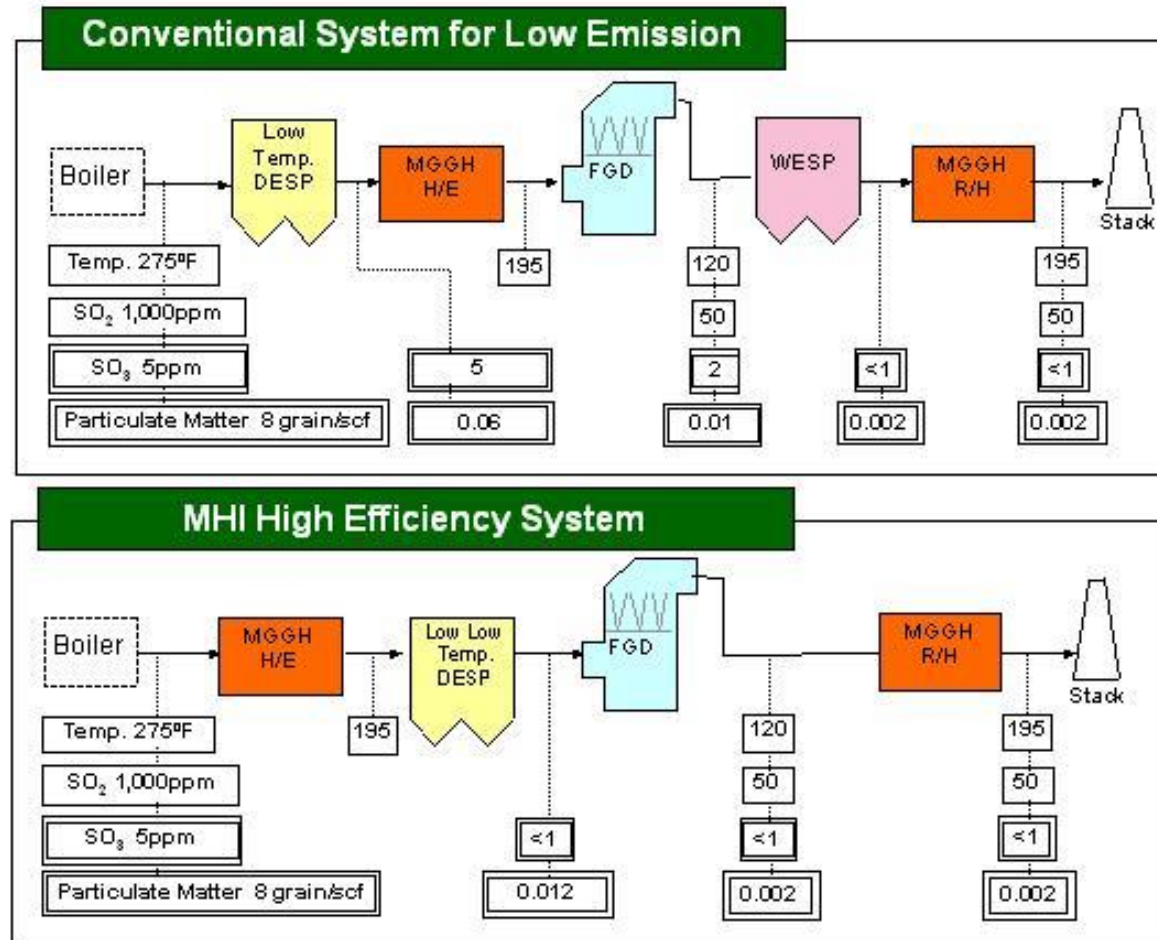 Conventional System for Low Emission
Boiler
Low
Temp.
DESP
MGGH
H/E
FGD
WESP
MGGH
R/H
Stack
Temp. 275ºF
195
120
195
SO₂ 1,000ppm
50
50
SO₃ 5ppm
5
2
<1
<1
Particulate Matter 8 grain/scf
0.06
0.01
0.002
0.002
MHI High Efficiency System
Boiler
MGGH
H/E
Low Low
Temp.
DESP
FGD
MGGH
R/H
Stack
Temp. 275ºF
195
120
195
SO₂ 1,000ppm
50
50
SO₃ 5ppm
<1
<1
<1
Particulate Matter 8 grain/scf
0.012
0.002
0.002